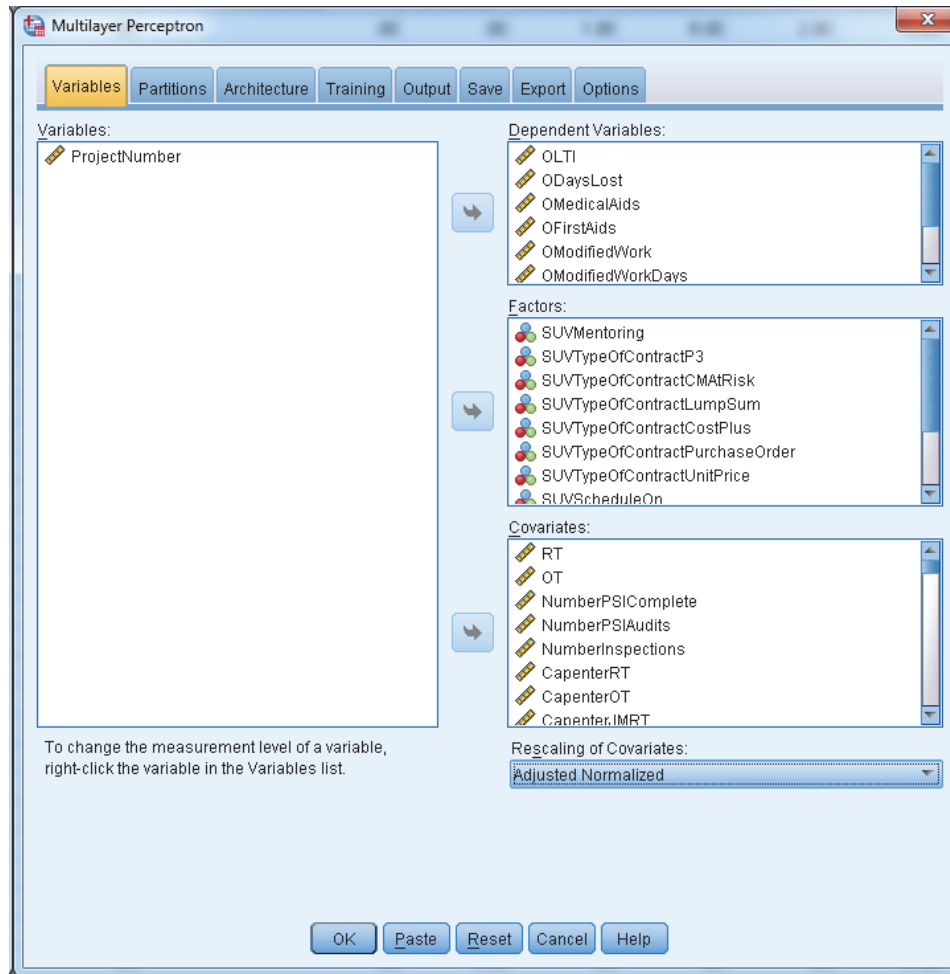 Multilayer Perceptron
Variables Partitions Architecture Training Output Save Export Options
Variables:
ProjectNumber
To change the measurement level of a variable,
right-click the variable in the Variables list.
Dependent Variables:
OLTI
ODaysLost
OMedicalAids
OFirstAids
OModifiedWork
OModifiedWorkDays
Factors:
SUVMentoring
SUVTypeOfContractP3
SUVTypeOfContractCMAtRisk
SUVTypeOfContractLumpSum
SUVTypeOfContractCostPlus
SUVTypeOfContractPurchaseOrder
SUVTypeOfContractUnitPrice
SUVScheduleOn
Covariates:
RT
OT
NumberPSIComplete
NumberPSIAudits
NumberInspections
CapenterRT
CapenterOT
CapenterJMRT
Rescaling of Covariates:
Adjusted Normalized
OK Paste Reset Cancel Help